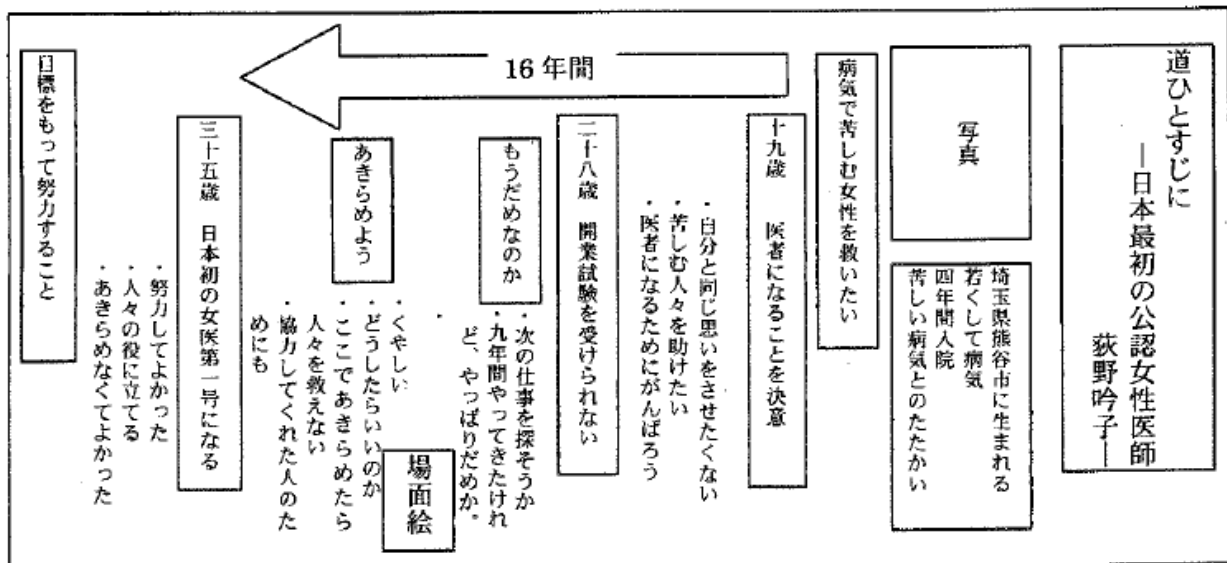 道ひとすじに
―日本最初の公認女性医師
荻野吟子―
写真
埼玉県熊谷市に生まれる
若くして病気
四年間入院
苦しい病気とのたたかい
病気で苦しむ女性を救いたい
16年間
十九歳　医者になることを決意
・自分と同じ思いをさせたくない
・苦しむ人々を助けたい
・医者になるためにがんばろう
二十八歳　開業試験を受けられない
もうだめなのか
・次の仕事を探そうか
・九年間やってきたけれ
ど、やっぱりだめか。
・
場面絵
あきらめよう
くやしい
・どうしたらいいのか
・ここであきらめたら
人々を救えない
・協力してくれた人のた
めにも
三十五歳　日本初の女医第一号になる
・努力してよかった
・人々の役に立てる
・あきらめなくてよかった
目標をもって努力すること